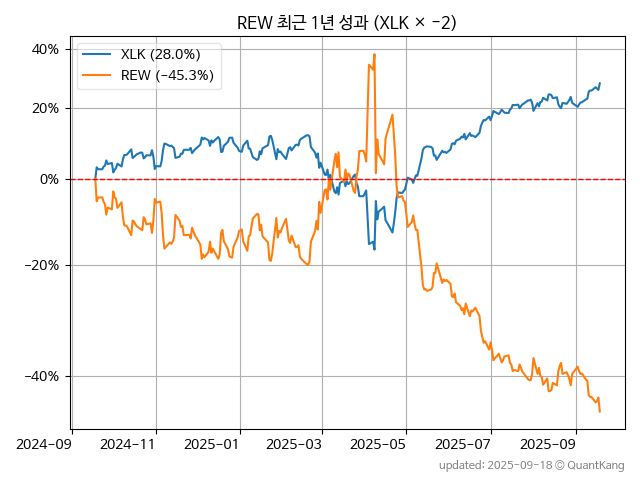 REW 최근 1년 성과 (XLK × -2)
XLK (28.0%)
REW (-45.3%)
40%
20%
0%
-20%
-40%
2024-09 2024-11 2025-01 2025-03 2025-05 2025-07 2025-09
updated: 2025-09-18 © QuantKang